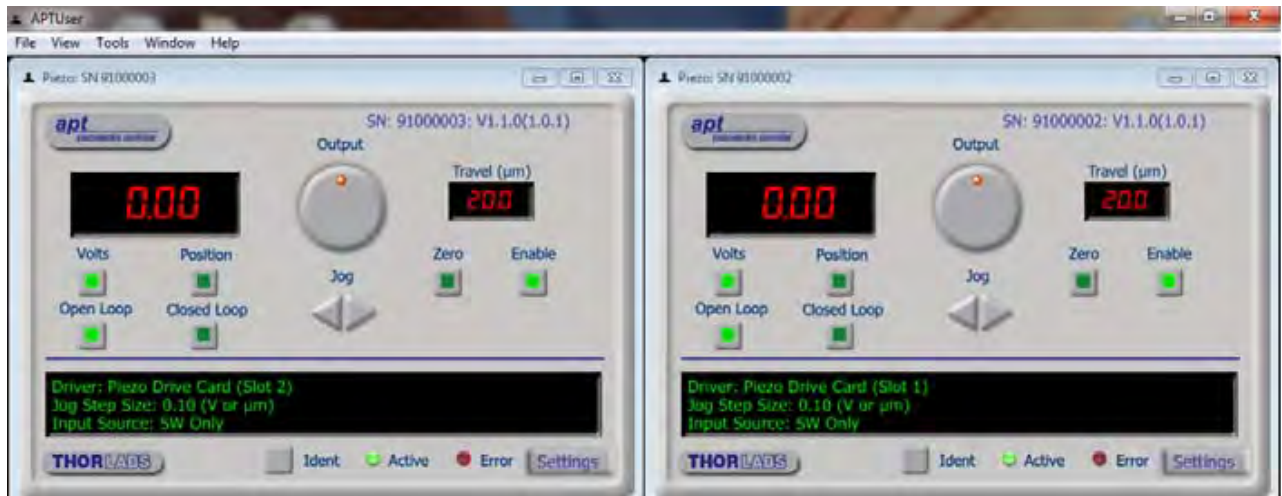 APTUser
File View Tools Window Help
Piezo: SN 91000003
apt
SN: 91000003: V1.1.0(1.0.1)
Output
Travel (µm)
0.00
20.0
Volts Position Zero Enable
Jog
Open Loop Closed Loop
Driver: Piezo Drive Card (Slot 2)
Jog Step Size: 0.10 (V or µm)
Input Source: SW Only
THORLABS Ident Active Error Settings
Piezo: SN 91000002
apt
SN: 91000002: V1.1.0(1.0.1)
Output
Travel (µm)
0.00
20.0
Volts Position Zero Enable
Jog
Open Loop Closed Loop
Driver: Piezo Drive Card (Slot 1)
Jog Step Size: 0.10 (V or µm)
Input Source: SW Only
THORLABS Ident Active Error Settings